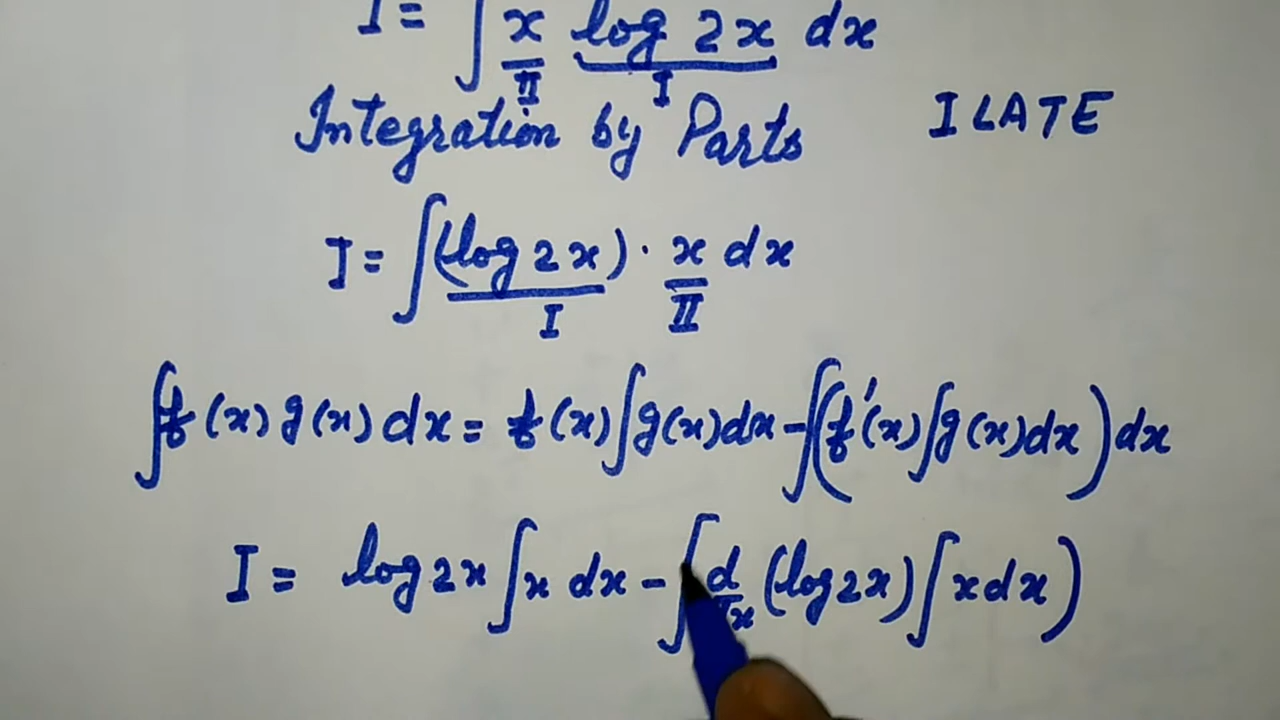 I = ∫ x log 2x dx
II I
Integration by Parts ILATE
I = ∫ (log 2x) · x dx
I II
∫ f(x) g(x) dx = f(x) ∫ g(x) dx - ∫ (f'(x) ∫ g(x) dx) dx
I = log 2x ∫ x dx - ∫ d/dx (log 2x) ∫ x dx)